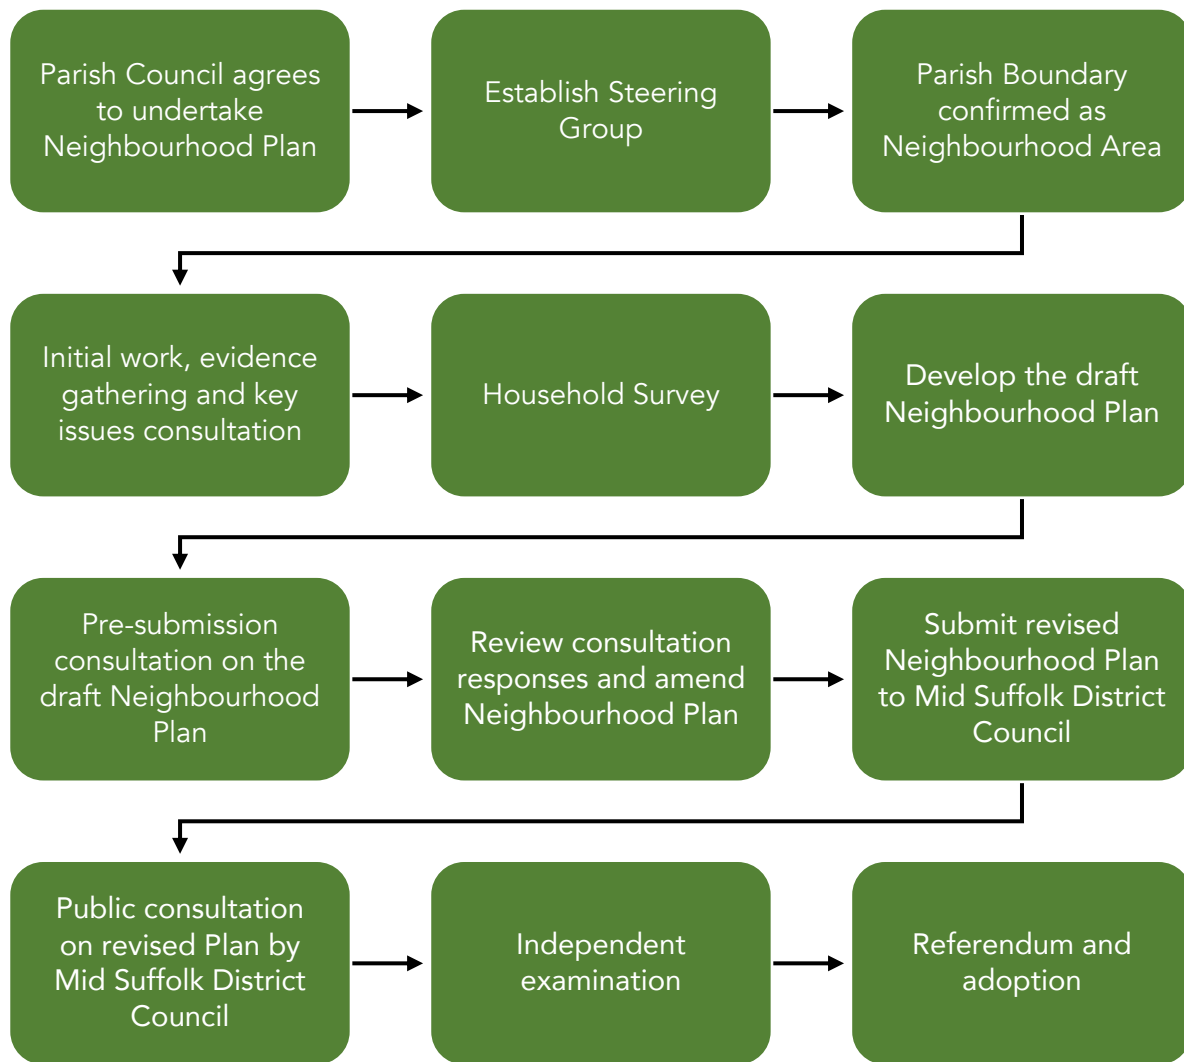 Parish Council agrees
to undertake
Neighbourhood Plan
Establish Steering
Group
Parish Boundary
confirmed as
Neighbourhood Area
Initial work, evidence
gathering and key
issues consultation
Household Survey
Develop the draft
Neighbourhood Plan
Pre-submission
consultation on the
draft Neighbourhood
Plan
Review consultation
responses and amend
Neighbourhood Plan
Submit revised
Neighbourhood Plan
to Mid Suffolk District
Council
Public consultation
on revised Plan by
Mid Suffolk District
Council
Independent
examination
Referendum and
adoption